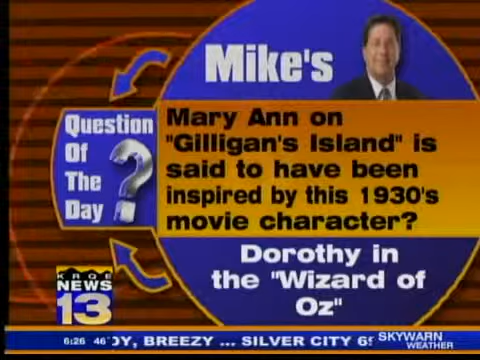 Mike's
Question
Of
The
Day
Mary Ann on
"Gilligan's Island" is
said to have been
inspired by this 1930's
movie character?
Dorothy in
the "Wizard of
Oz"
KRQE
NEWS
13
6:26 46° DY, BREEZY ... SILVER CITY
SKYWARN
WEATHER